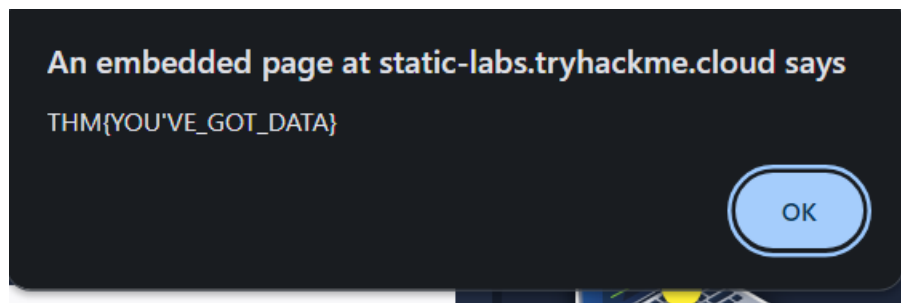 An embedded page at static-labs.tryhackme.cloud says
THM{YOU'VE_GOT_DATA}
OK